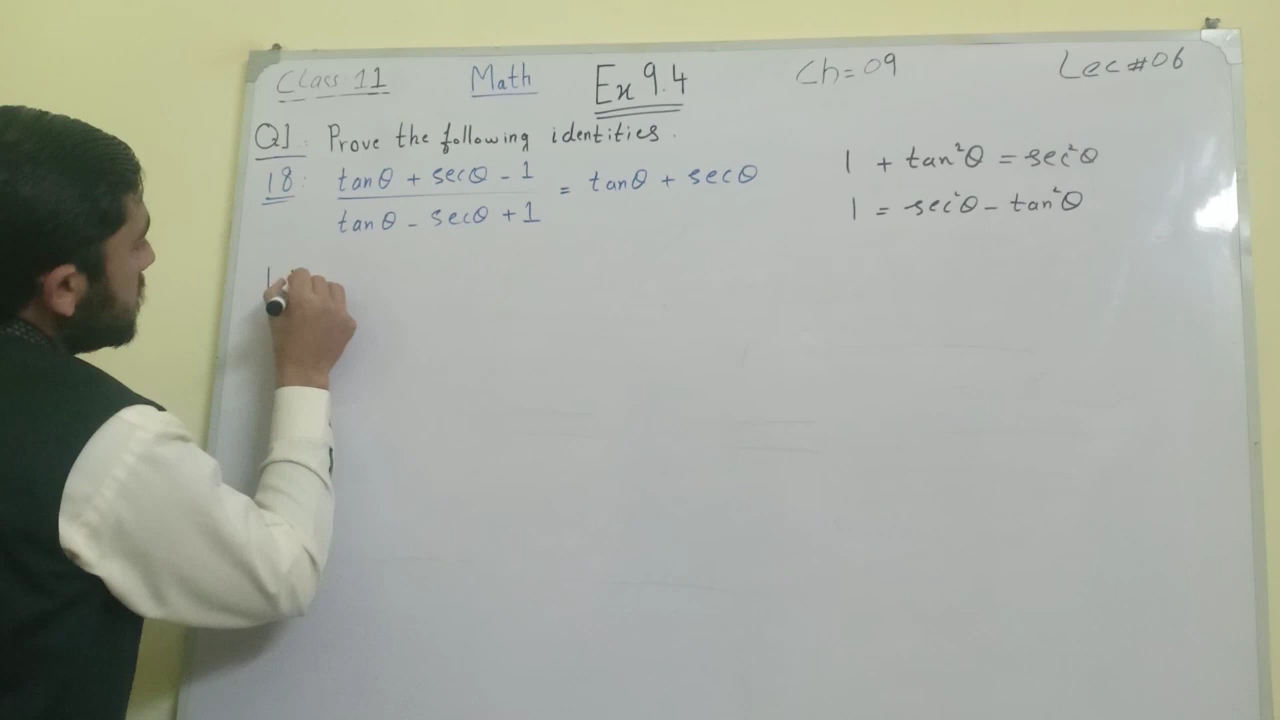 Class 11 Math Ex 9.4 Ch = 09 Lec # 06
Q1: Prove the following identities.
18: (tanθ + secθ - 1)/(tanθ - secθ + 1) = tanθ + secθ
1 + tan²θ = sec²θ
1 = sec²θ - tan²θ